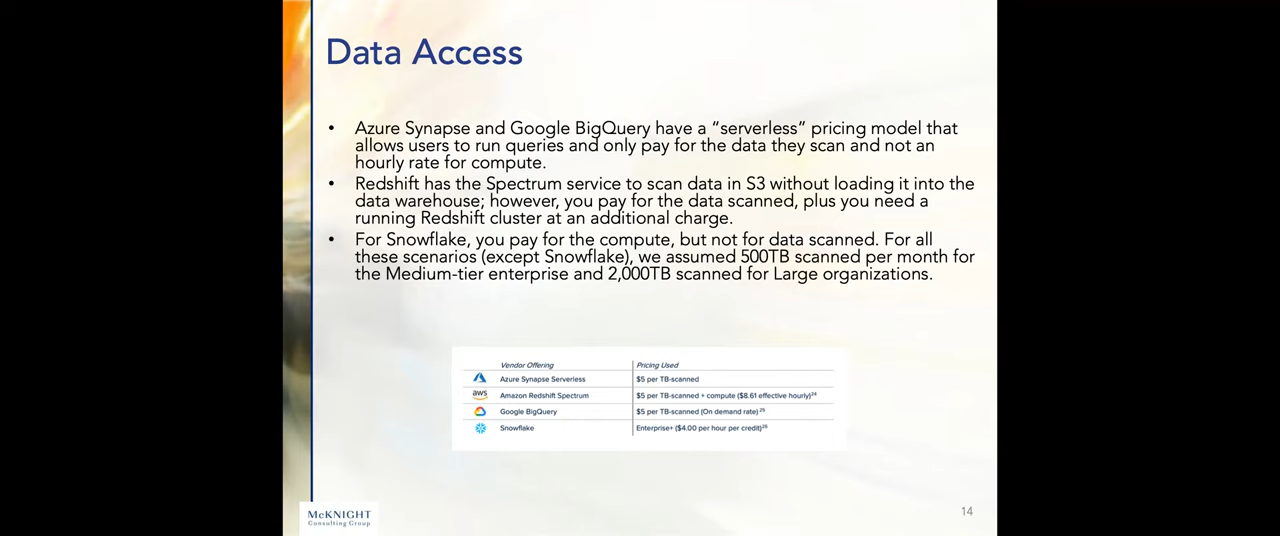 Data Access
• Azure Synapse and Google BigQuery have a “serverless” pricing model that
allows users to run queries and only pay for the data they scan and not an
hourly rate for compute.
• Redshift has the Spectrum service to scan data in S3 without loading it into the
data warehouse; however, you pay for the data scanned, plus you need a
running Redshift cluster at an additional charge.
• For Snowflake, you pay for the compute, but not for data scanned. For all
these scenarios (except Snowflake), we assumed 500TB scanned per month for
the Medium-tier enterprise and 2,000TB scanned for Large organizations.
Vendor Offering Pricing Used
Azure Synapse Serverless $5 per TB-scanned
aws Amazon Redshift Spectrum $5 per TB-scanned + compute ($8.61 effective hourly)24
Google BigQuery $5 per TB-scanned (On demand rate) 25
Snowflake Enterprise+ ($4.00 per hour per credit)26
McKNIGHT
Consulting Group
14